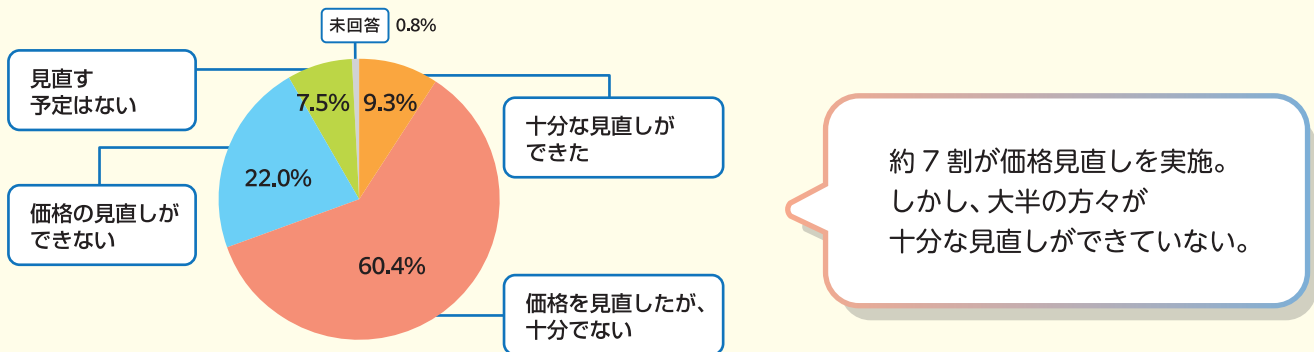 未回答 0.8%
見直す
予定はない
7.5%
9.3%
十分な見直しが
できた
22.0%
価格の見直しが
できない
60.4%
価格を見直したが、
十分でない
約7割が価格見直しを実施。
しかし、大半の方々が
十分な見直しができていない。